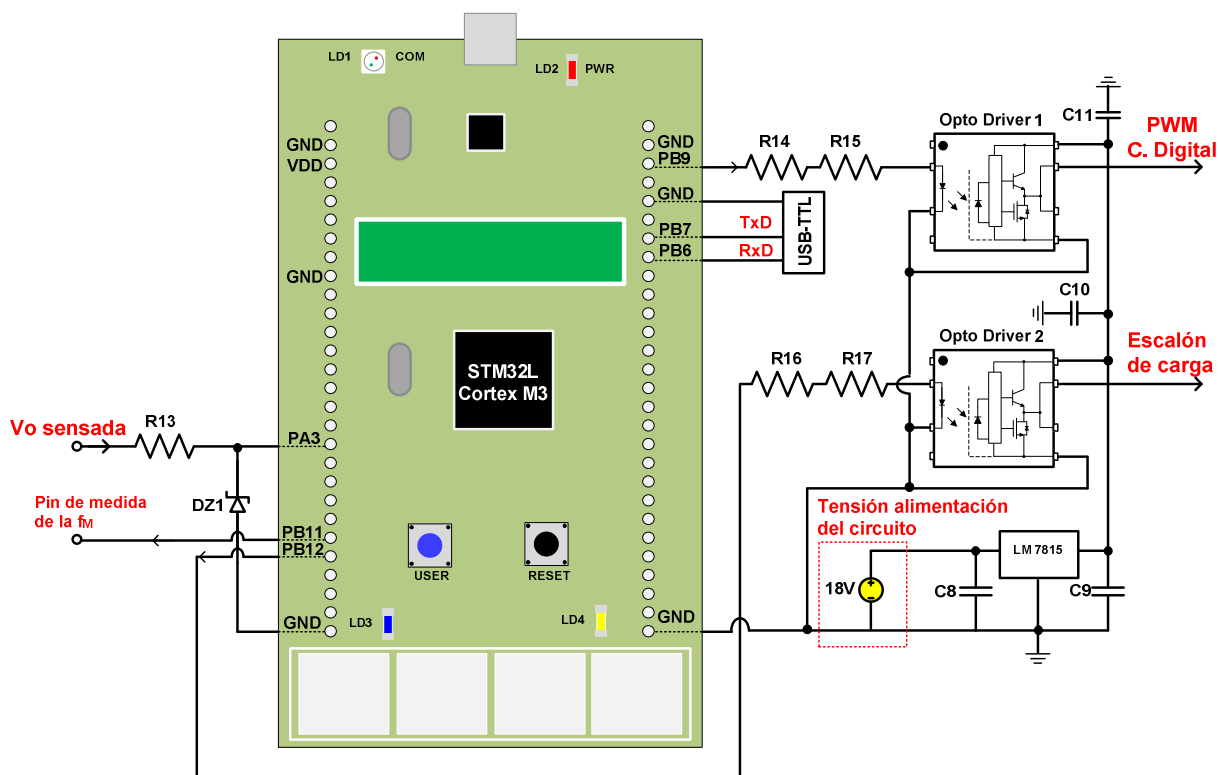 LD1
COM
LD2
PWR
GND
VDD
GND
GND
PB9
GND
PB7
PB6
TxD
RxD
USB-TTL
R14
R15
Opto Driver 1
C11
PWM
C. Digital
C10
Opto Driver 2
Escalón
de carga
R16
R17
STM32L
Cortex M3
Vo sensada
R13
PA3
DZ1
Pin de medida
de la fM
PB11
PB12
GND
USER
RESET
LD3
LD4
GND
Tensión alimentación
del circuito
18V
C8
LM 7815
C9